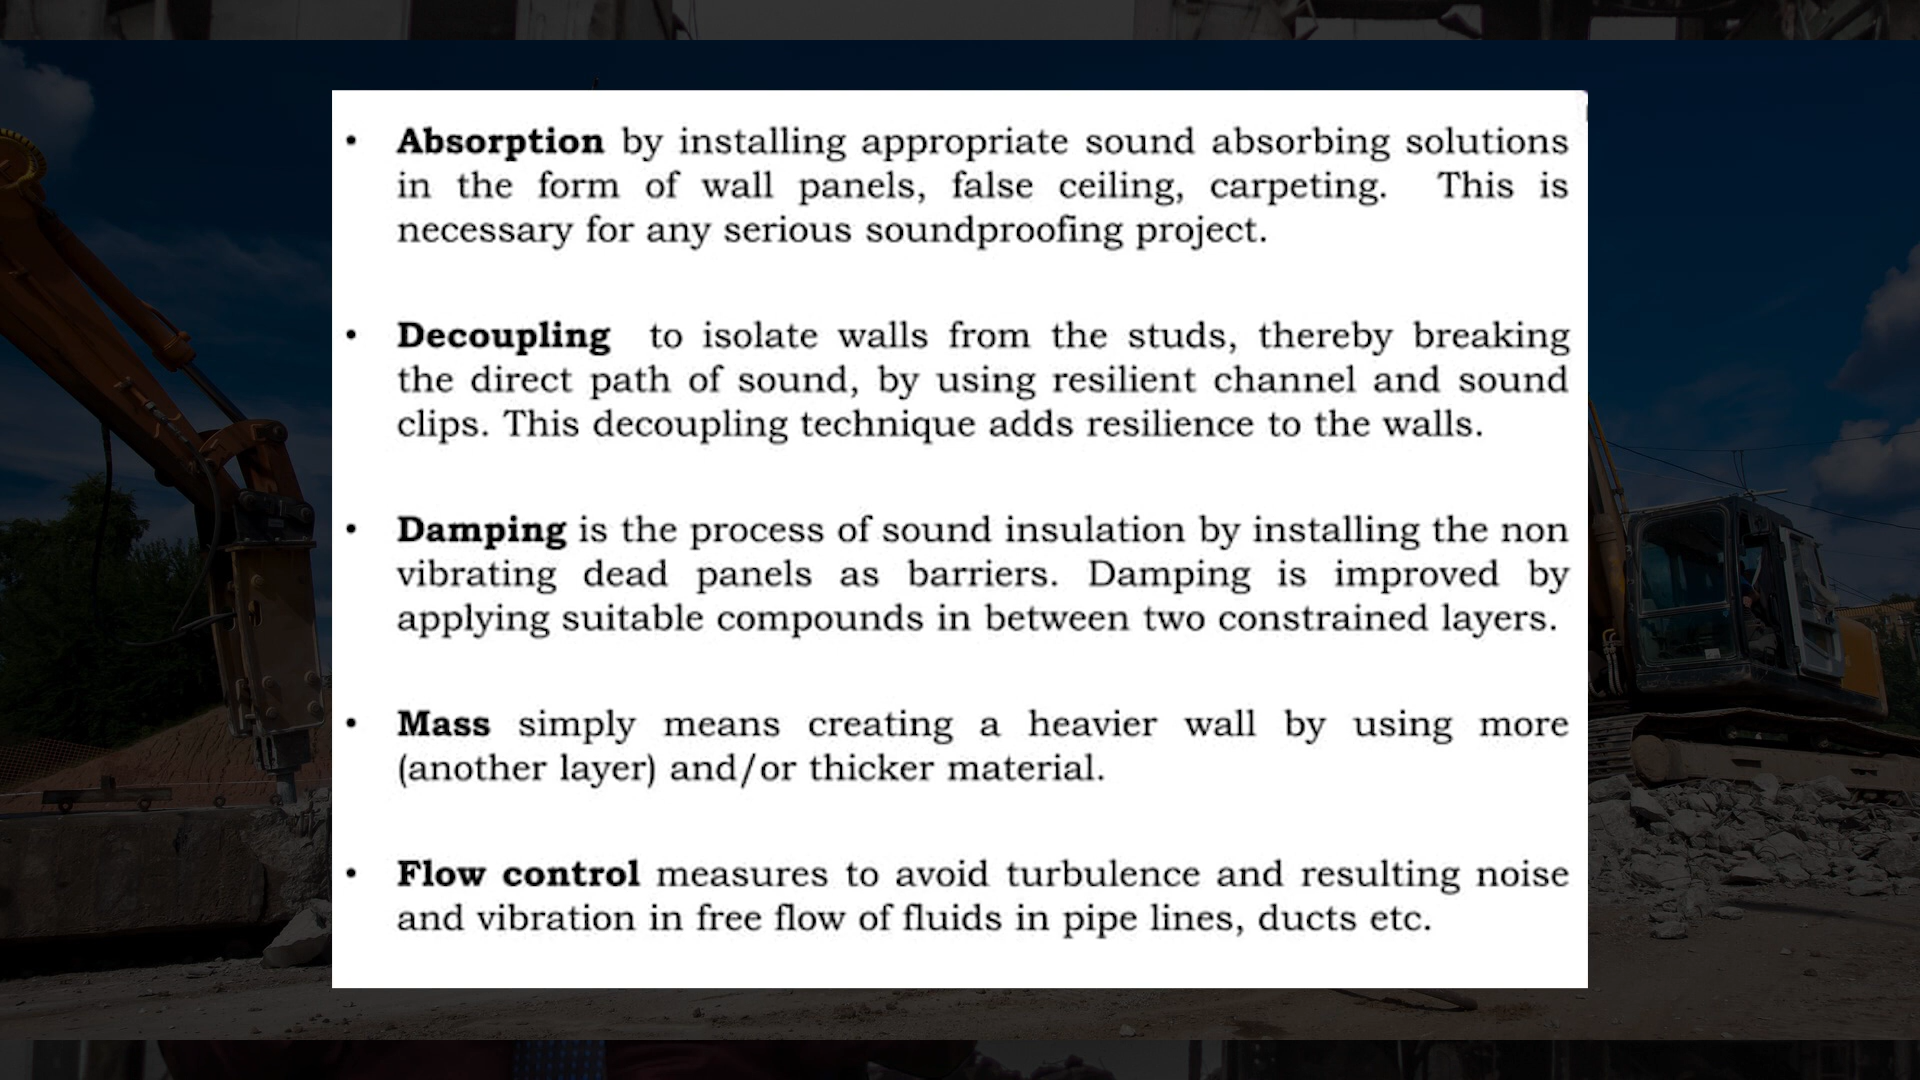 • Absorption by installing appropriate sound absorbing solutions
in the form of wall panels, false ceiling, carpeting. This is
necessary for any serious soundproofing project.
• Decoupling to isolate walls from the studs, thereby breaking
the direct path of sound, by using resilient channel and sound
clips. This decoupling technique adds resilience to the walls.
• Damping is the process of sound insulation by installing the non
vibrating dead panels as barriers. Damping is improved by
applying suitable compounds in between two constrained layers.
• Mass simply means creating a heavier wall by using more
(another layer) and/or thicker material.
• Flow control measures to avoid turbulence and resulting noise
and vibration in free flow of fluids in pipe lines, ducts etc.